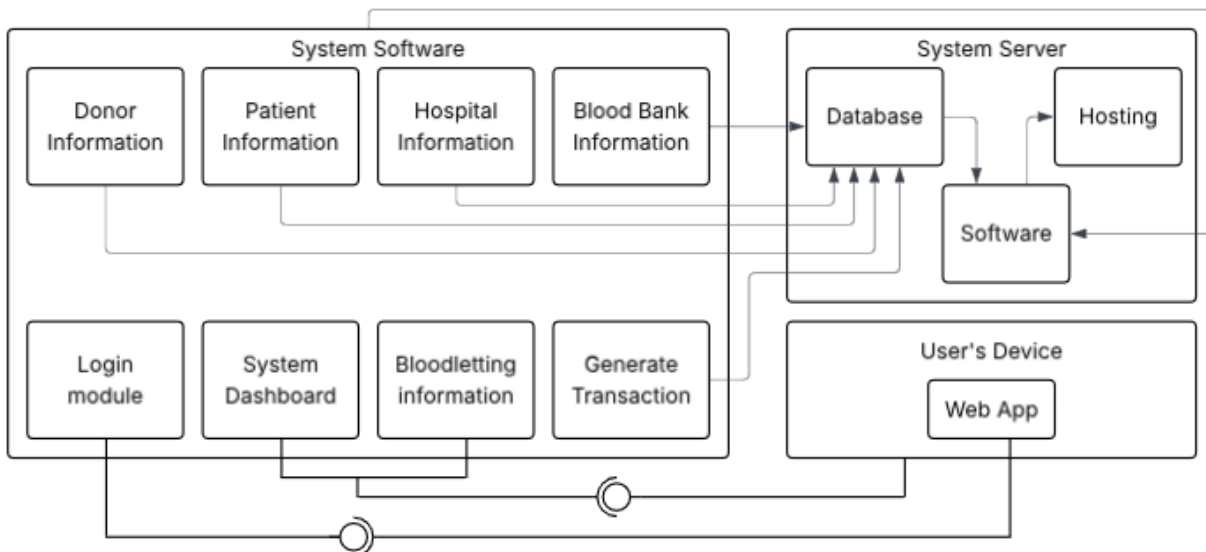 System Software
Donor
Information
Patient
Information
Hospital
Information
Blood Bank
Information
Login
module
System
Dashboard
Bloodletting
information
Generate
Transaction
System Server
Database
Hosting
Software
User's Device
Web App